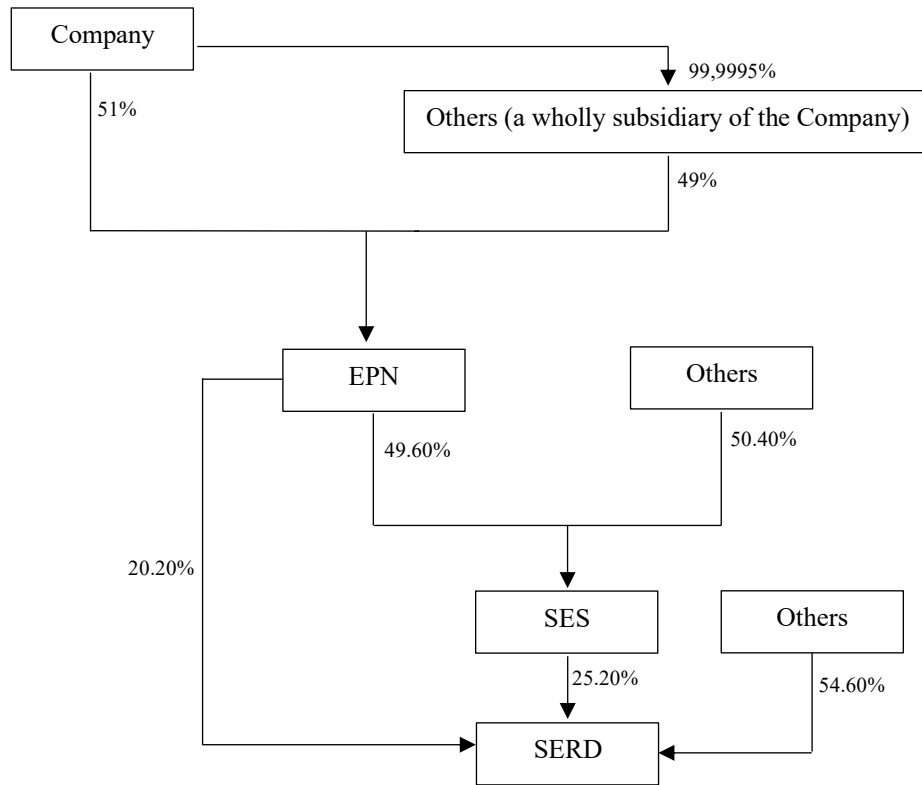 Company
99,9995%
51%
Others (a wholly subsidiary of the Company)
49%
EPN
Others
49.60%
50.40%
20.20%
SES
Others
25.20%
54.60%
SERD